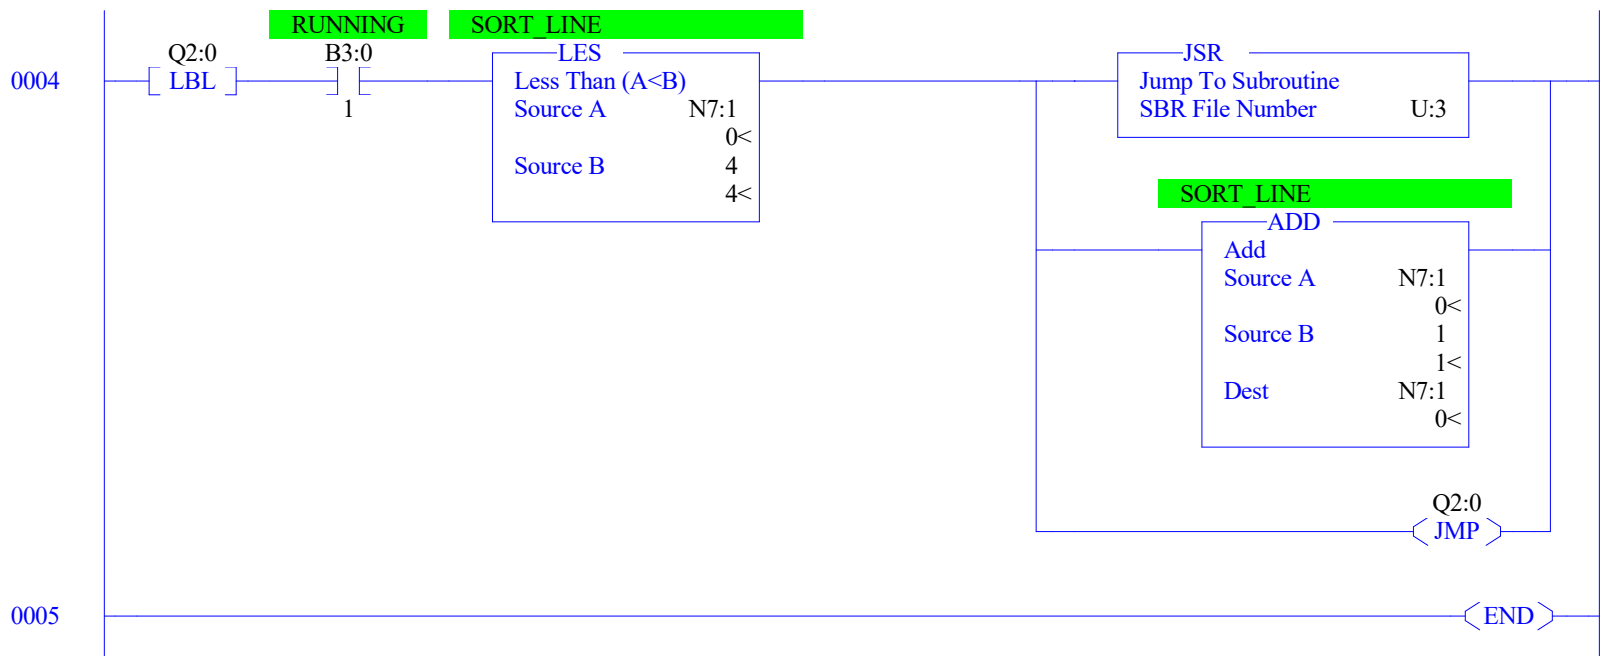 RUNNING SORT_LINE
Q2:0 B3:0 LES JSR
0004 LBL Less Than (A<B) Jump To Subroutine
1 Source A N7:1 SBR File Number U:3
0<
Source B 4
4<
SORT_LINE
ADD
Add
Source A N7:1
0<
Source B 1
1<
Dest N7:1
0<
Q2:0
JMP
0005 END